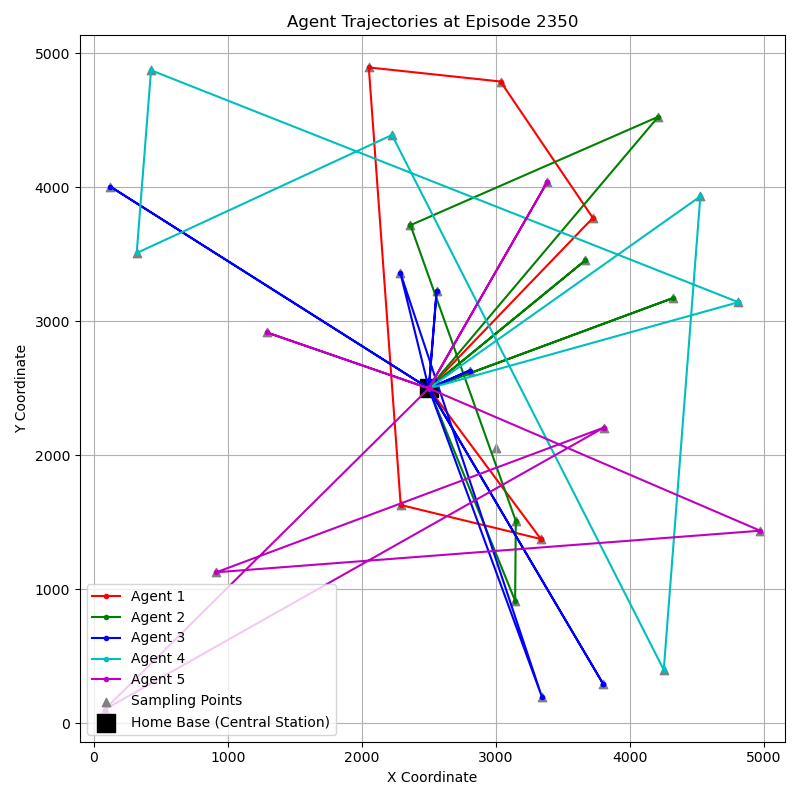 Agent Trajectories at Episode 2350
Y Coordinate
5000
4000
3000
2000
1000
0
Agent 1
Agent 2
Agent 3
Agent 4
Agent 5
Sampling Points
Home Base (Central Station)
0 1000 2000 3000 4000 5000
X Coordinate